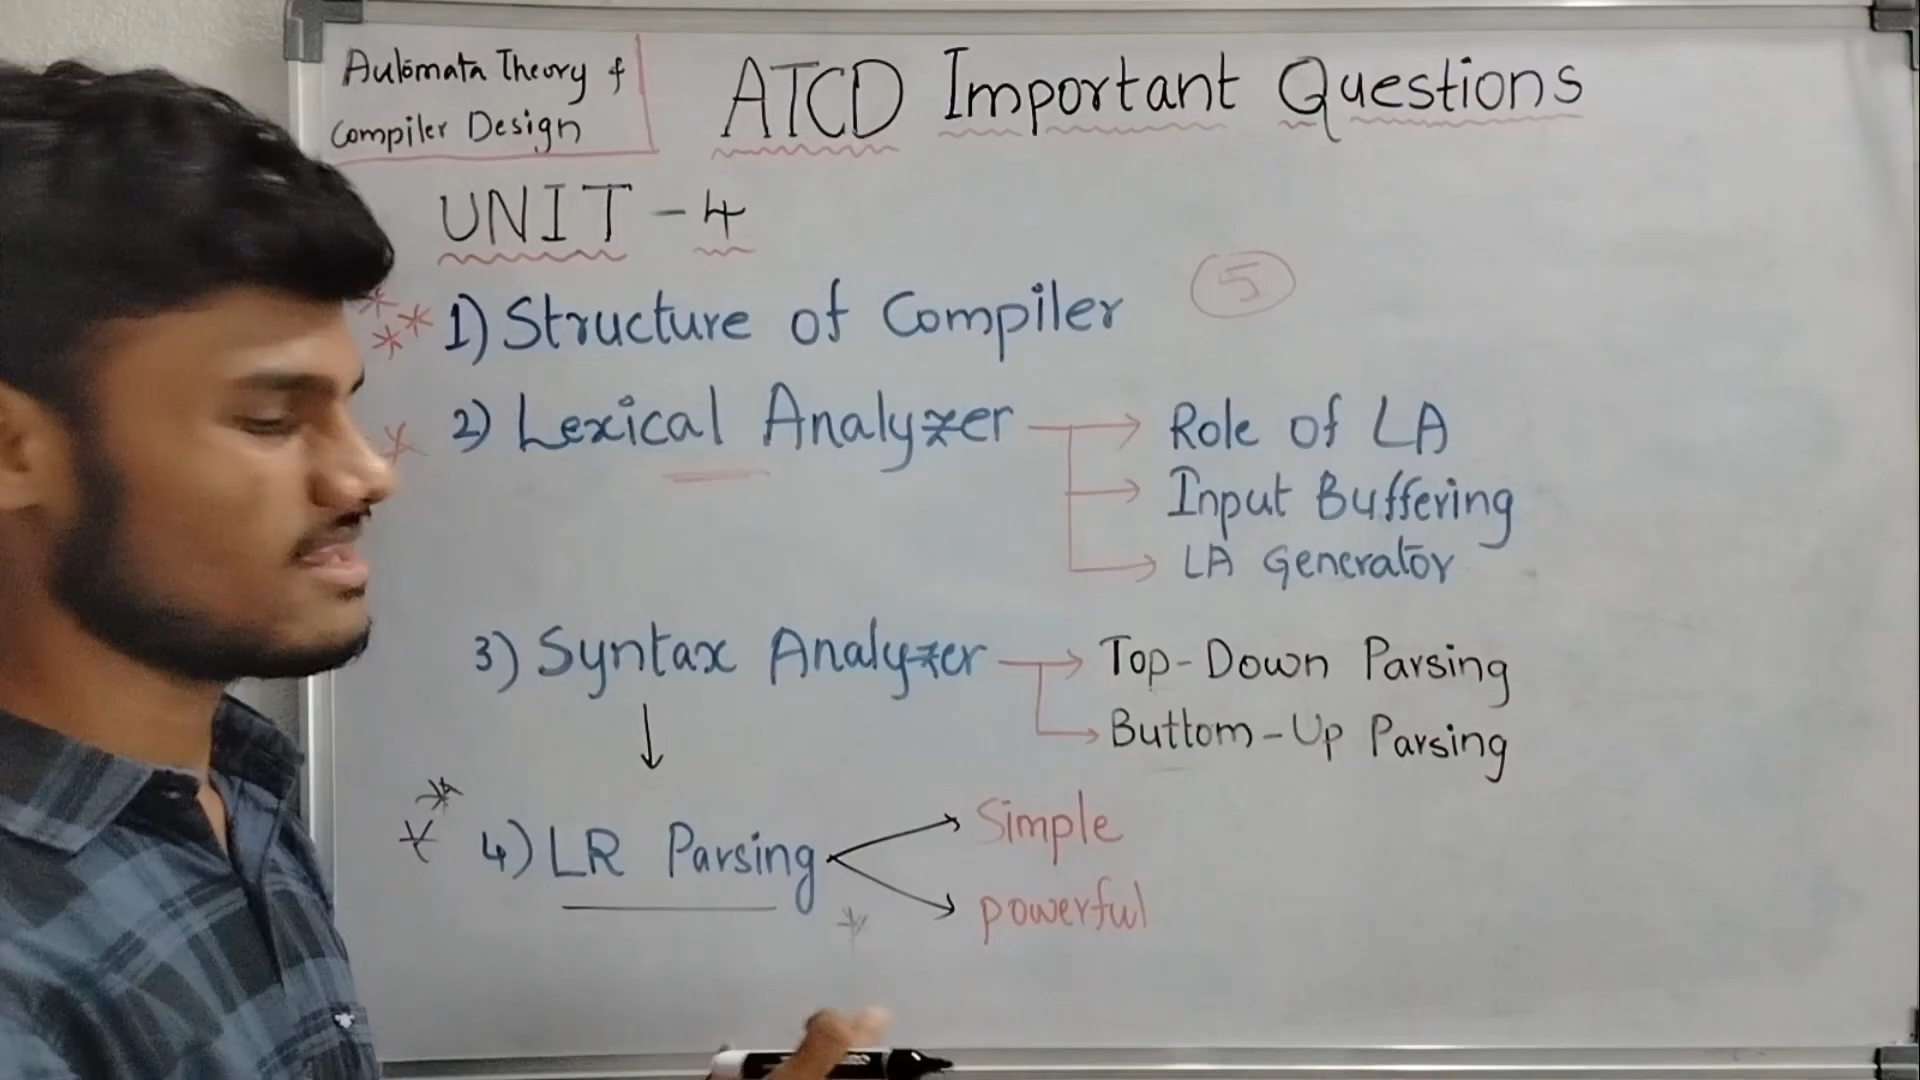 Automata Theory &
Compiler Design
ATCD Important Questions
UNIT - 4
5
1) Structure of Compiler
2) Lexical Analyzer
Role of LA
Input Buffering
LA Generator
3) Syntax Analyzer
Top-Down Parsing
Buttom-Up Parsing
4) LR Parsing
Simple
powerful